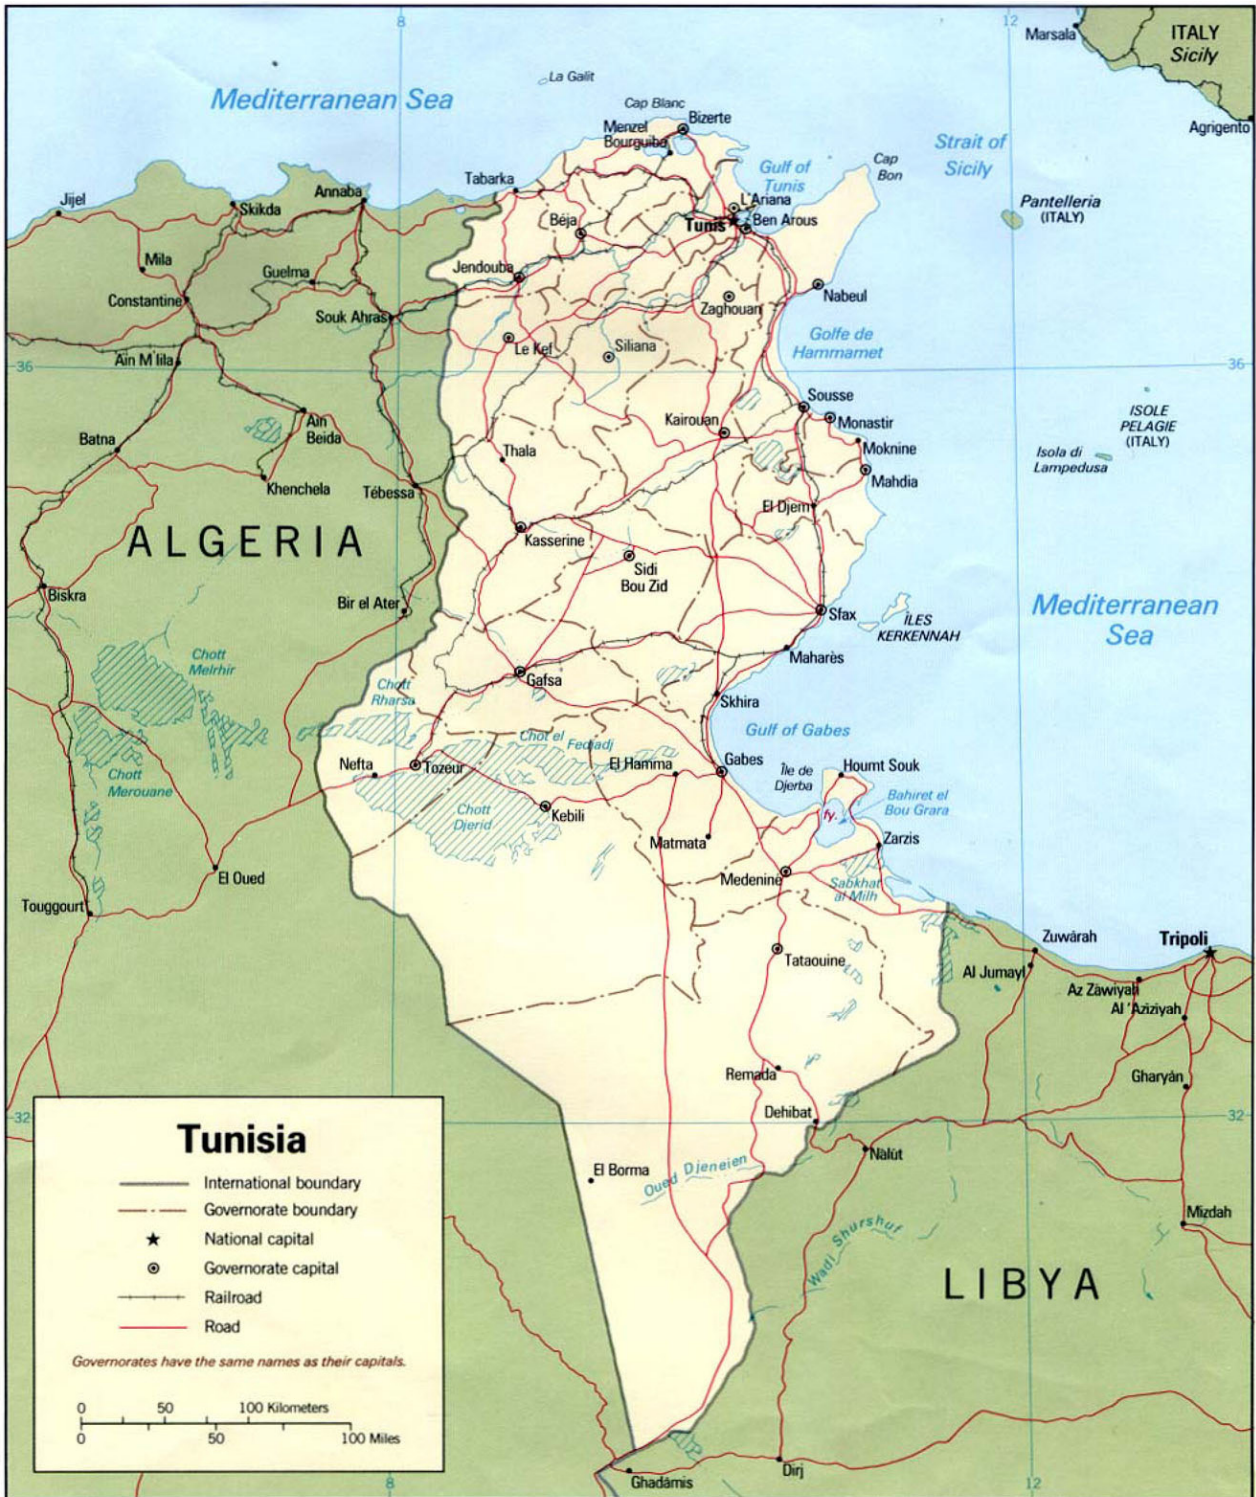 8
12
Marsala
ITALY
Sicily
La Galit
Mediterranean Sea
Cap Blanc
Bizerte
Menzel
Bourguiba
Agrigento
Strait of
Sicily
Cap
Bon
Gulf of
Tunis
Tabarka
Jijel
Skikda
Annaba
L'Ariana
Pantelleria
(ITALY)
Béja
Tunis
Ben Arous
Mila
Guelma
Jendouba
Constantine
Zaghouan
Nabeul
Souk Ahras
Golfe de
Hammamet
Le Kef
Siliana
Ain M'lila
36
36
Sousse
Kairouan
Monastir
ISOLE
PELAGIE
(ITALY)
Batna
Ain
Beida
Moknine
Thala
Isola di
Lampedusa
Khenchela
Tébessa
Mahdia
El Djem
ALGERIA
Kasserine
Sidi
Bou Zid
Biskra
Bir el Ater
Sfax
ÎLES
KERKENNAH
Mediterranean
Sea
Chott
Melrhir
Maharès
Gafsa
Chott
Rharsa
Skhira
Gulf of Gabes
Chot el
Fedjadj
Nefta
Tozeur
El Hamma
Gabes
Île de
Djerba
Houmt Souk
Chott
Merouane
Chott
Djerid
Kebili
Bahiret el
Bou Grara
fy.
Matmata
Zarzis
El Oued
Medenine
Sabkhat
al Milh
Touggourt
Zuwārah
Tripoli
Tataouine
Al Jumayl
Az Zāwiyah
Al 'Azīzīyah
Remada
Gharyān
Dehibat
32
32
Tunisia
International boundary
Governorate boundary
National capital
Governorate capital
Railroad
Road
Governorates have the same names as their capitals.
0 50 100 Kilometers
0 50 100 Miles
El Borma
Oued Djeneien
Nālūt
Mizdah
Wadi Shurshuf
LIBYA
8
Ghadāmis
Dirj
12